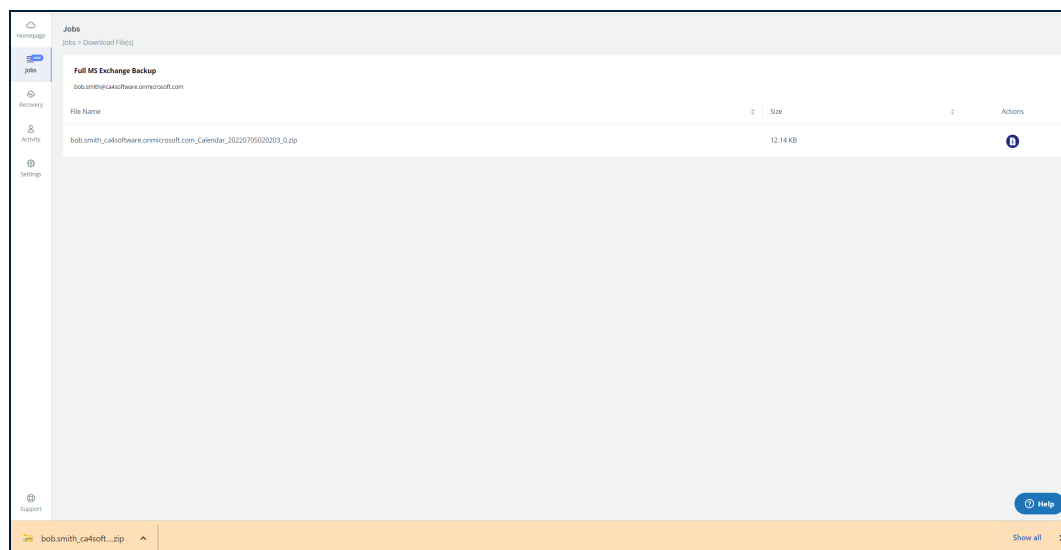 Homepage
new
Jobs
Recovery
Activity
Settings
Support
Jobs
Jobs > Download File(s)
Full MS Exchange Backup
bob.smith@ca4software.onmicrosoft.com
File Name Size Actions
bob.smith_ca4software.onmicrosoft.com_Calendar_20220705020203_0.zip 12.14 KB
Help
bob.smith_ca4soft....zip Show all